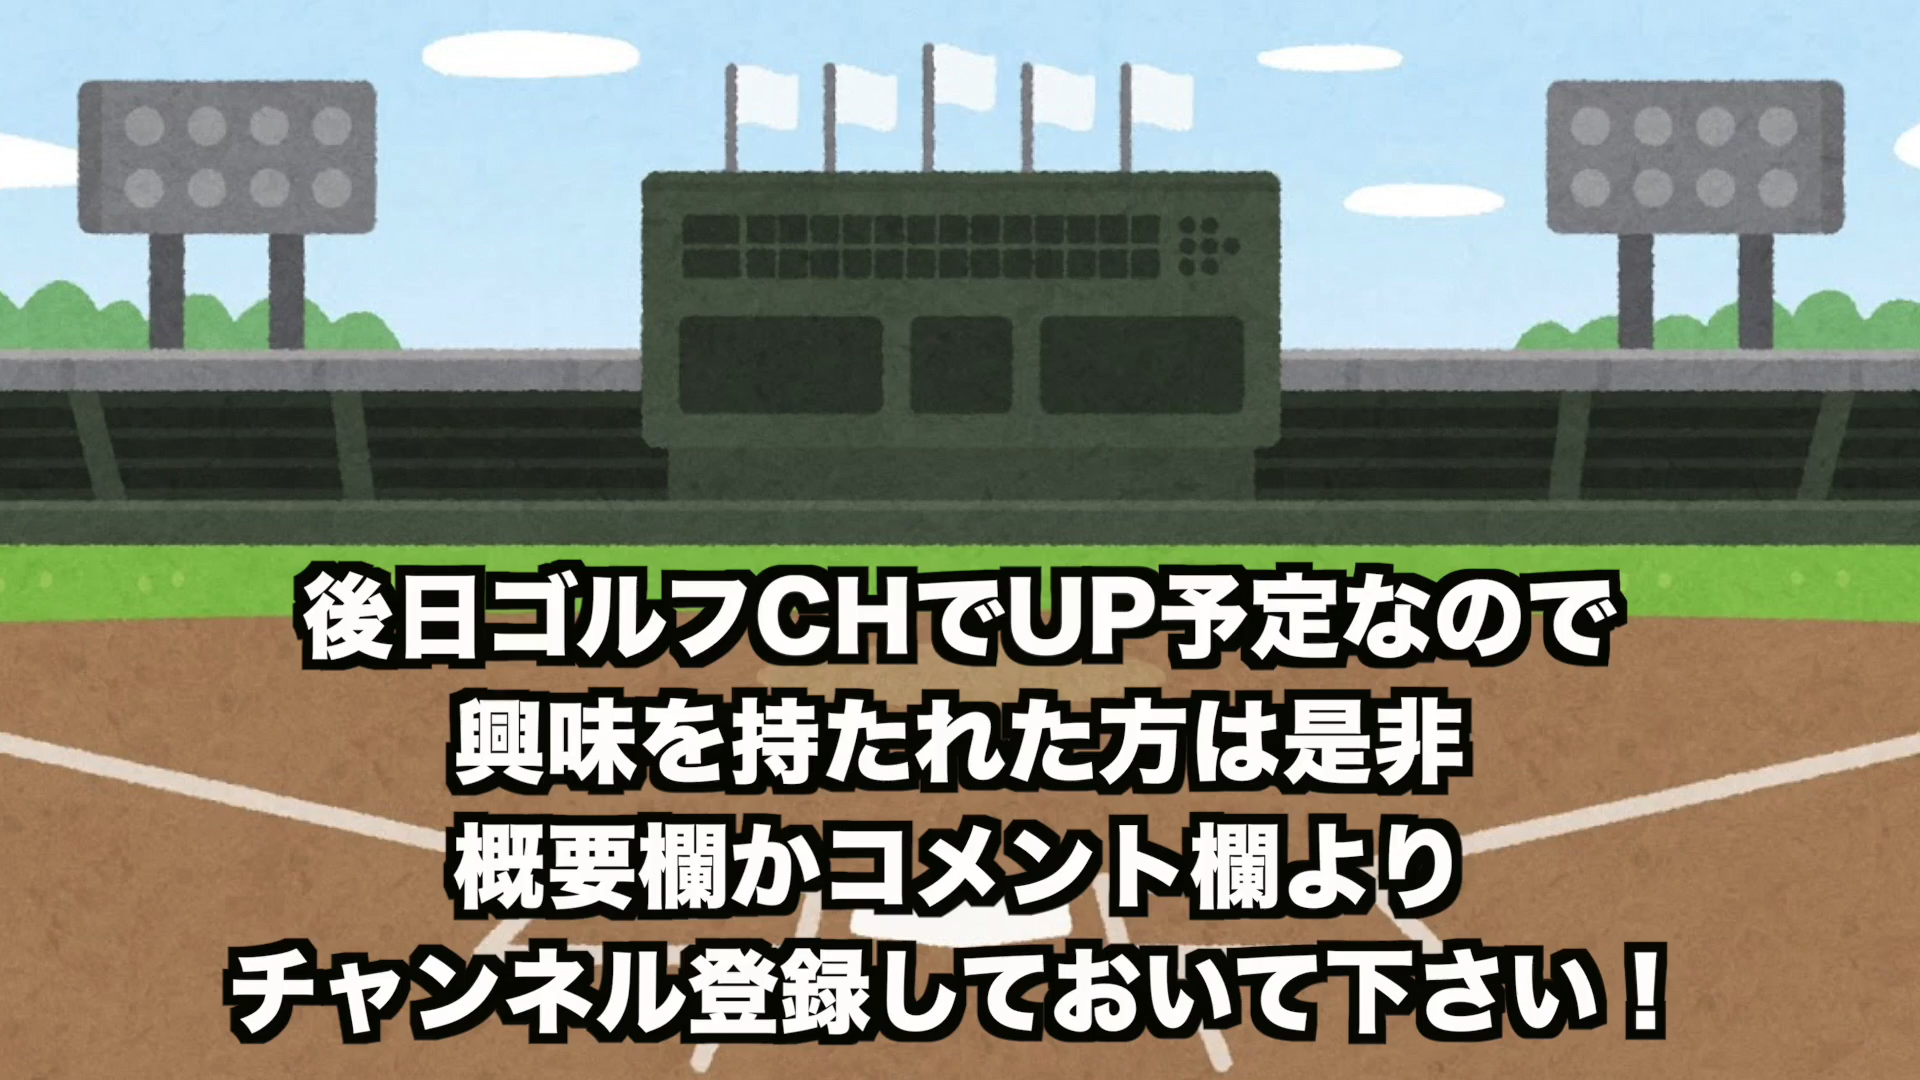 後日ゴルフCHでUP予定なので
興味を持たれた方は是非
概要欄かコメント欄より
チャンネル登録しておいて下さい！